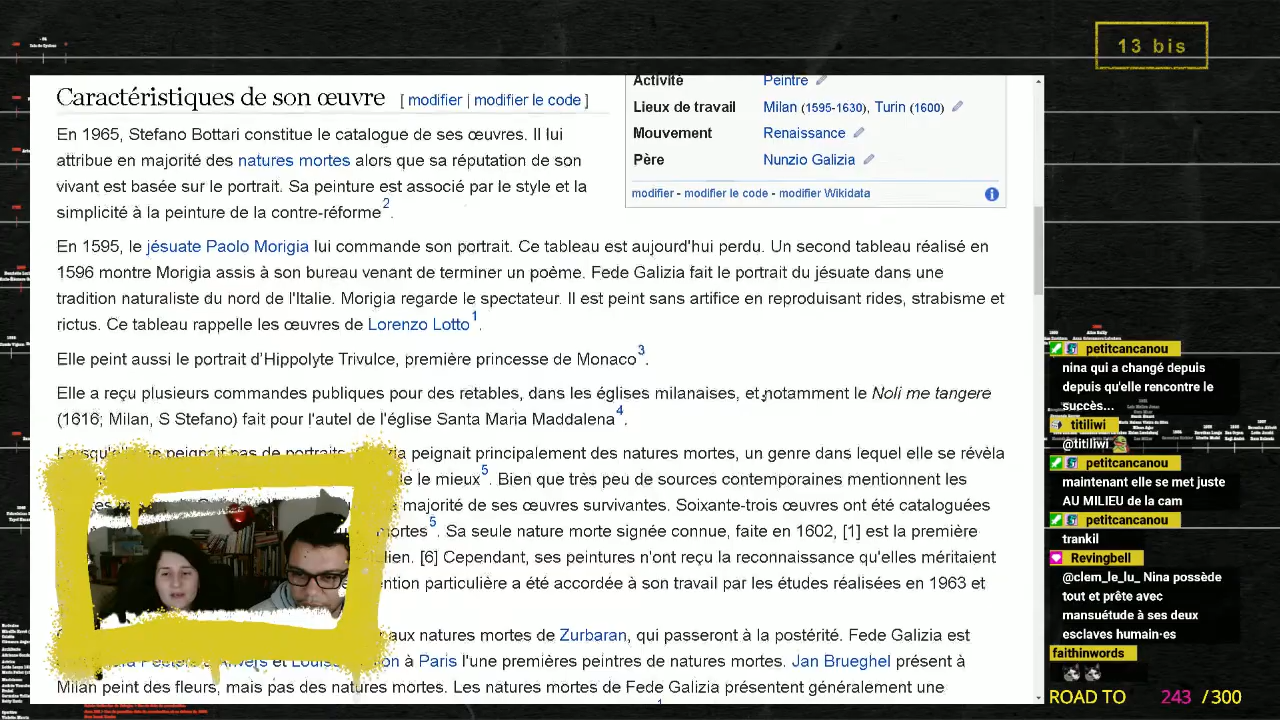 13 bis
Caractéristiques de son œuvre [ modifier | modifier le code ]
En 1965, Stefano Bottari constitue le catalogue de ses œuvres. Il lui
attribue en majorité des natures mortes alors que sa réputation de son
vivant est basée sur le portrait. Sa peinture est associé par le style et la
simplicité à la peinture de la contre-réforme2.
Activité Peintre
Lieux de travail Milan (1595-1630), Turin (1600)
Mouvement Renaissance
Père Nunzio Galizia
modifier - modifier le code - modifier Wikidata
En 1595, le jésuate Paolo Morigia lui commande son portrait. Ce tableau est aujourd'hui perdu. Un second tableau réalisé en
1596 montre Morigia assis à son bureau venant de terminer un poème. Fede Galizia fait le portrait du jésuate dans une
tradition naturaliste du nord de l'Italie. Morigia regarde le spectateur. Il est peint sans artifice en reproduisant rides, strabisme et
rictus. Ce tableau rappelle les œuvres de Lorenzo Lotto1.
Elle peint aussi le portrait d'Hippolyte Trivulce, première princesse de Monaco3.
Elle a reçu plusieurs commandes publiques pour des retables, dans les églises milanaises, et notamment le Noli me tangere
(1616; Milan, S Stefano) fait pour l'autel de l'église Santa Maria Maddalena4.
peignait pas de portraits peignait principalement des natures mortes, un genre dans lequel elle se révèla
le mieux5. Bien que très peu de sources contemporaines mentionnent les
majorité de ses œuvres survivantes. Soixante-trois œuvres ont été cataloguées
5. Sa seule nature morte signée connue, faite en 1602, [1] est la première
[6] Cependant, ses peintures n'ont reçu la reconnaissance qu'elles méritaient
particulière a été accordée à son travail par les études réalisées en 1963 et
aux natures mortes de Zurbaran, qui passeront à la postérité. Fede Galizia est
et à Paris l'une premières peintres de natures mortes. Jan Brueghel présent à
Milan peint des fleurs, mais pas des natures mortes. Les natures mortes de Fede Galizia présentent généralement une
petitcancanou
nina qui a changé depuis
depuis qu'elle rencontre le
succès...
titiliwi
@titiliwi
petitcancanou
maintenant elle se met juste
AU MILIEU de la cam
petitcancanou
trankil
Revingbell
@clem_le_lu_ Nina possède
tout et prête avec
mansuétude à ses deux
esclaves humain·es
faithinwords
ROAD TO 243 / 300